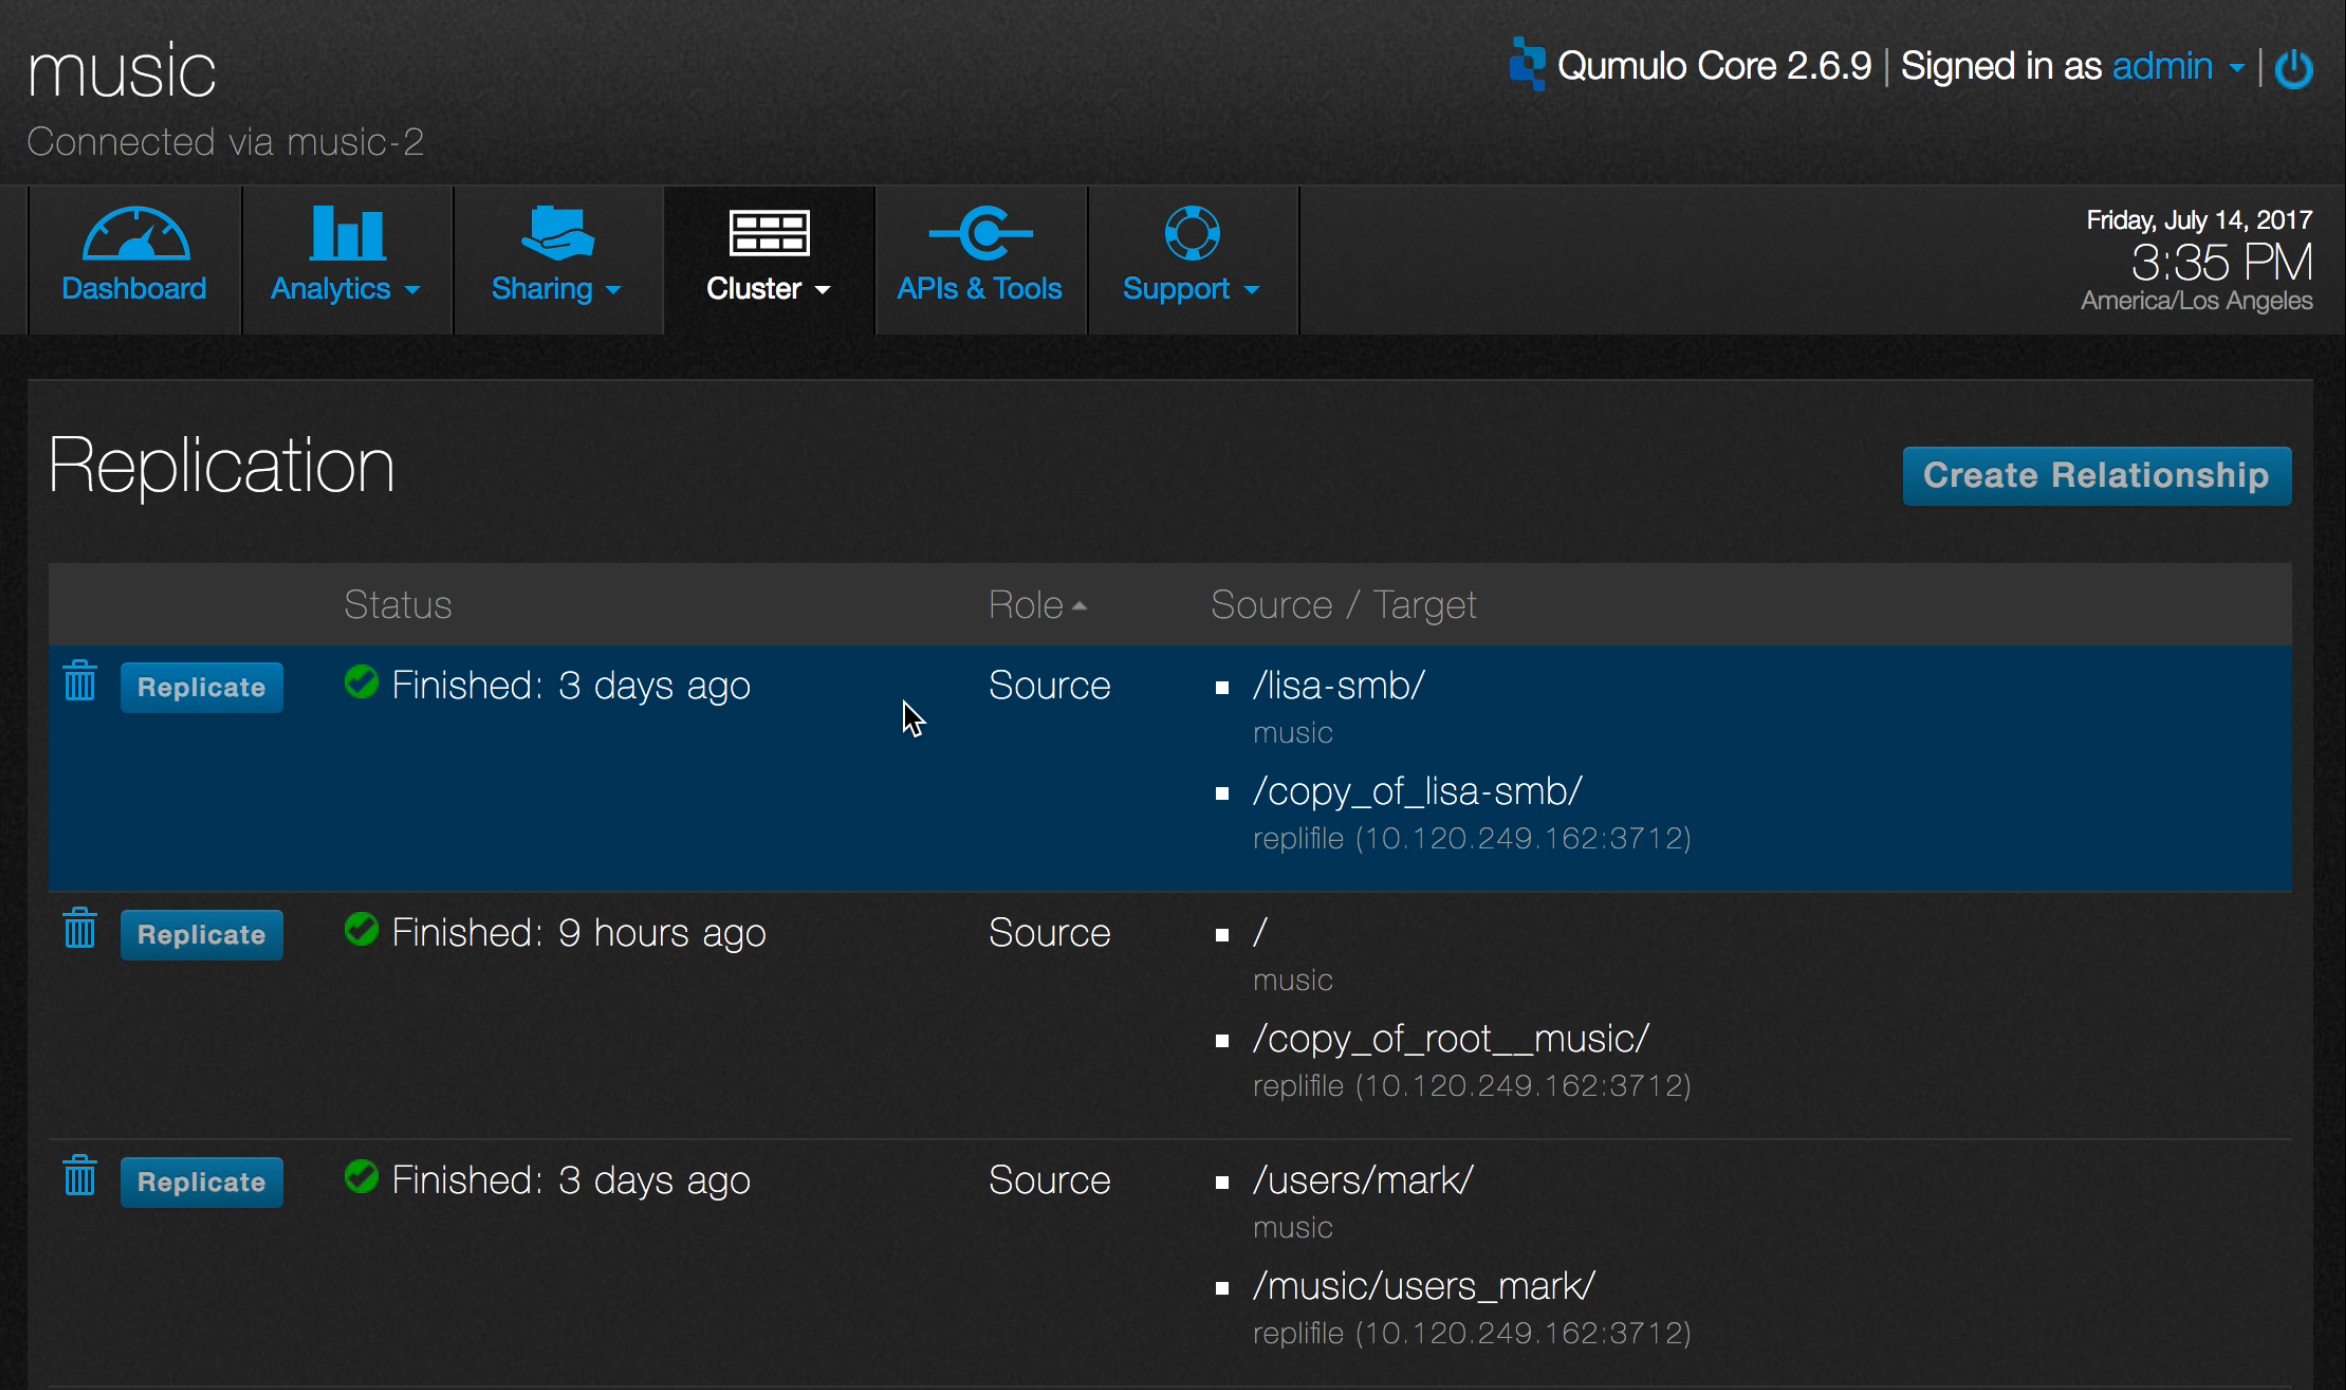 music
Connected via music-2
Qumulo Core 2.6.9 | Signed in as admin |
Dashboard
Analytics
Sharing
Cluster
APIs & Tools
Support
Friday, July 14, 2017
3:35 PM
America/Los Angeles
Replication
Create Relationship
Status Role Source / Target
Replicate Finished: 3 days ago Source /lisa-smb/
music
/copy_of_lisa-smb/
replifile (10.120.249.162:3712)
Replicate Finished: 9 hours ago Source /
music
/copy_of_root__music/
replifile (10.120.249.162:3712)
Replicate Finished: 3 days ago Source /users/mark/
music
/music/users_mark/
replifile (10.120.249.162:3712)